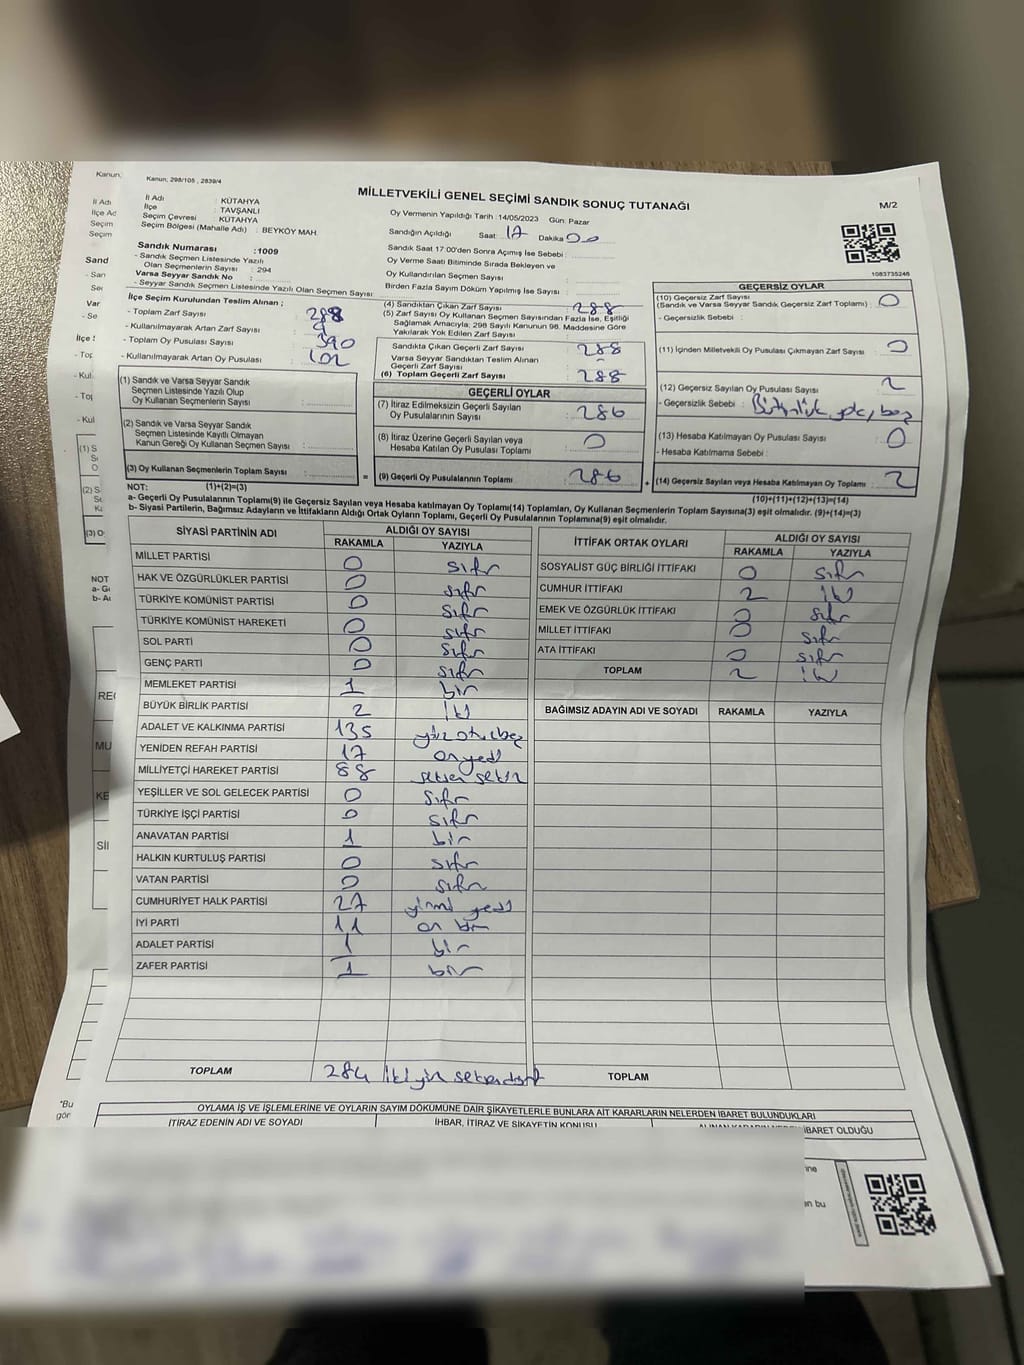 Kanun, 298/105 , 2839/4
MİLLETVEKİLİ GENEL SEÇİMİ SANDIK SONUÇ TUTANAĞI
M/2
İl Adı : KÜTAHYA
İlçe : TAVŞANLI
Seçim Çevresi : KÜTAHYA
Seçim Bölgesi (Mahalle Adı) : BEYKÖY MAH.
Oy Vermenin Yapıldığı Tarih :14/05/2023 Gün: Pazar
Sandığın Açıldığı Saat 17 Dakika 00
Sandık Saat 17:00'den Sonra Açılmış İse Sebebi :
Oy Verme Saati Bitiminde Sırada Bekleyen ve
Oy Kullandırılan Seçmen Sayısı :
Birden Fazla Sayım Döküm Yapılmış İse Sayısı :
1083735246
Sandık Numarası :1009
- Sandık Seçmen Listesinde Yazılı
Olan Seçmenlerin Sayısı : 294
Varsa Seyyar Sandık No :
- Seyyar Sandık Seçmen Listesinde Yazılı Olan Seçmen Sayısı:
İlçe Seçim Kurulundan Teslim Alınan ;
- Toplam Zarf Sayısı : 288
- Kullanılmayarak Artan Zarf Sayısı :
- Toplam Oy Pusulası Sayısı : 390
- Kullanılmayarak Artan Oy Pusulası : 102
(1) Sandık ve Varsa Seyyar Sandık
Seçmen Listesinde Yazılı Olup
Oy Kullanan Seçmenlerin Sayısı :
(2) Sandık ve Varsa Seyyar Sandık
Seçmen Listesinde Kayıtlı Olmayan
Kanun Gereği Oy Kullanan Seçmen Sayısı :
(3) Oy Kullanan Seçmenlerin Toplam Sayısı :
(4) Sandıktan Çıkan Zarf Sayısı : 288
(5) Zarf Sayısı Oy Kullanan Seçmen Sayısından Fazla İse, Eşitliği
Sağlamak Amacıyla; 298 Sayılı Kanunun 98. Maddesine Göre
Yakılarak Yok Edilen Zarf Sayısı :
Sandıkta Çıkan Geçerli Zarf Sayısı : 288
Varsa Seyyar Sandıktan Teslim Alınan
Geçerli Zarf Sayısı :
(6) Toplam Geçerli Zarf Sayısı : 288
GEÇERLİ OYLAR
(7) İtiraz Edilmeksizin Geçerli Sayılan
Oy Pusulalarının Sayısı : 286
(8) İtiraz Üzerine Geçerli Sayılan veya
Hesaba Katılan Oy Pusulası Toplamı : 0
= (9) Geçerli Oy Pusulalarının Toplamı : 286
GEÇERSİZ OYLAR
(10) Geçersiz Zarf Sayısı : 0
(Sandık ve Varsa Seyyar Sandık Geçersiz Zarf Toplamı)
- Geçersizlik Sebebi :
(11) İçinden Milletvekili Oy Pusulası Çıkmayan Zarf Sayısı : 0
(12) Geçersiz Sayılan Oy Pusulası Sayısı : 2
- Geçersizlik Sebebi :
(13) Hesaba Katılmayan Oy Pusulası Sayısı : 0
- Hesaba Katılmama Sebebi :
+ (14) Geçersiz Sayılan veya Hesaba Katılmayan Oy Toplamı : 2
NOT: (1)+(2)=(3)
(10)+(11)+(12)+(13)=(14)
a- Geçerli Oy Pusulalarının Toplamı(9) ile Geçersiz Sayılan veya Hesaba katılmayan Oy Toplamı(14) Toplamları, Oy Kullanan Seçmenlerin Toplam Sayısına(3) eşit olmalıdır. (9)+(14)=(3)
b- Siyasi Partilerin, Bağımsız Adayların ve İttifakların Aldığı Ortak Oyların Toplamı, Geçerli Oy Pusulalarının Toplamına(9) eşit olmalıdır.
SİYASİ PARTİNİN ADI ALDIĞI OY SAYISI
RAKAMLA YAZIYLA
MİLLET PARTİSİ 0 sıfır
HAK VE ÖZGÜRLÜKLER PARTİSİ 0 sıfır
TÜRKİYE KOMÜNİST PARTİSİ 0 sıfır
TÜRKİYE KOMÜNİST HAREKETİ 0 sıfır
SOL PARTİ 0 sıfır
GENÇ PARTİ 0 sıfır
MEMLEKET PARTİSİ 1 bir
BÜYÜK BİRLİK PARTİSİ 2 iki
ADALET VE KALKINMA PARTİSİ 135 yüz otuz beş
YENİDEN REFAH PARTİSİ 17 on yedi
MİLLİYETÇİ HAREKET PARTİSİ 88 seksen sekiz
YEŞİLLER VE SOL GELECEK PARTİSİ 0 sıfır
TÜRKİYE İŞÇİ PARTİSİ 0 sıfır
ANAVATAN PARTİSİ 1 bir
HALKIN KURTULUŞ PARTİSİ 0 sıfır
VATAN PARTİSİ 0 sıfır
CUMHURİYET HALK PARTİSİ 27 yirmi yedi
İYİ PARTİ 11 on bir
ADALET PARTİSİ 1 bir
ZAFER PARTİSİ 1 bir
TOPLAM 284 iki yüz seksen dört
İTTİFAK ORTAK OYLARI ALDIĞI OY SAYISI
RAKAMLA YAZIYLA
SOSYALİST GÜÇ BİRLİĞİ İTTİFAKI 0 sıfır
CUMHUR İTTİFAKI 2 iki
EMEK VE ÖZGÜRLÜK İTTİFAKI 0 sıfır
MİLLET İTTİFAKI 0 sıfır
ATA İTTİFAKI 0 sıfır
TOPLAM 2 iki
BAĞIMSIZ ADAYIN ADI VE SOYADI RAKAMLA YAZIYLA
TOPLAM
OYLAMA İŞ VE İŞLEMLERİNE VE OYLARIN SAYIM DÖKÜMÜNE DAİR ŞİKAYETLERLE BUNLARA AİT KARARLARIN NELERDEN İBARET BULUNDUKLARI
İTİRAZ EDENİN ADI VE SOYADI İHBAR, İTİRAZ VE ŞİKAYETİN KONUSU İBARET OLDUĞU